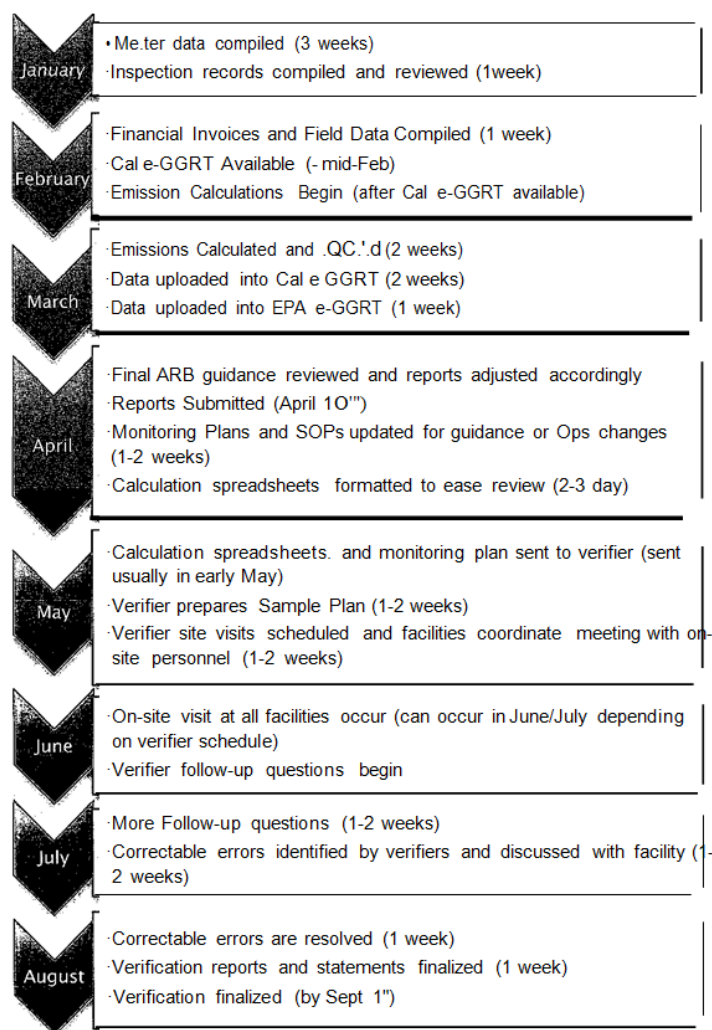 January
• Me.ter data compiled (3 weeks)
·Inspection records compiled and reviewed (1week)
February
·Financial Invoices and Field Data Compiled (1 week)
·Cal e-GGRT Available (- mid-Feb)
·Emission Calculations Begin (after Cal e-GGRT available)
March
·Emissions Calculated and .QC.'.d (2 weeks)
·Data uploaded into Cal e GGRT (2 weeks)
·Data uploaded into EPA e-GGRT (1 week)
April
·Final ARB guidance reviewed and reports adjusted accordingly
·Reports Submitted (April 1O'")
·Monitoring Plans and SOPs updated for guidance or Ops changes
(1-2 weeks)
·Calculation spreadsheets formatted to ease review (2-3 day)
May
·Calculation spreadsheets. and monitoring plan sent to verifier (sent
usually in early May)
·Verifier prepares Sample Plan (1-2 weeks)
·Verifier site visits scheduled and facilities coordinate meeting with on-
site personnel (1-2 weeks)
June
·On-site visit at all facilities occur (can occur in June/July depending
on verifier schedule)
·Verifier follow-up questions begin
July
·More Follow-up questions (1-2 weeks)
·Correctable errors identified by verifiers and discussed with facility (1-
2 weeks)
August
·Correctable errors are resolved (1 week)
·Verification reports and statements finalized (1 week)
·Verification finalized (by Sept 1")